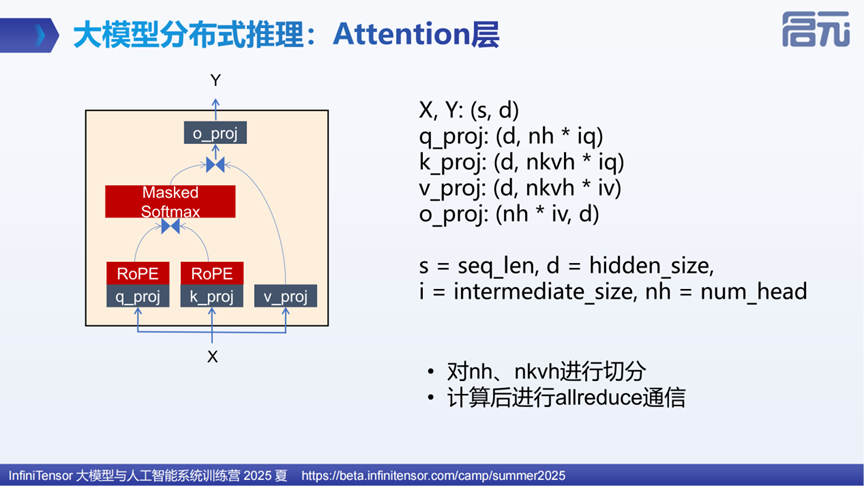 大模型分布式推理：Attention层
启元
Y
o_proj
Masked
Softmax
RoPE
RoPE
q_proj
k_proj
v_proj
X
X, Y: (s, d)
q_proj: (d, nh * iq)
k_proj: (d, nkvh * iq)
v_proj: (d, nkvh * iv)
o_proj: (nh * iv, d)
s = seq_len, d = hidden_size,
i = intermediate_size, nh = num_head
• 对nh、nkvh进行切分
• 计算后进行allreduce通信
InfiniTensor 大模型与人工智能系统训练营 2025 夏 https://beta.infinitensor.com/camp/summer2025